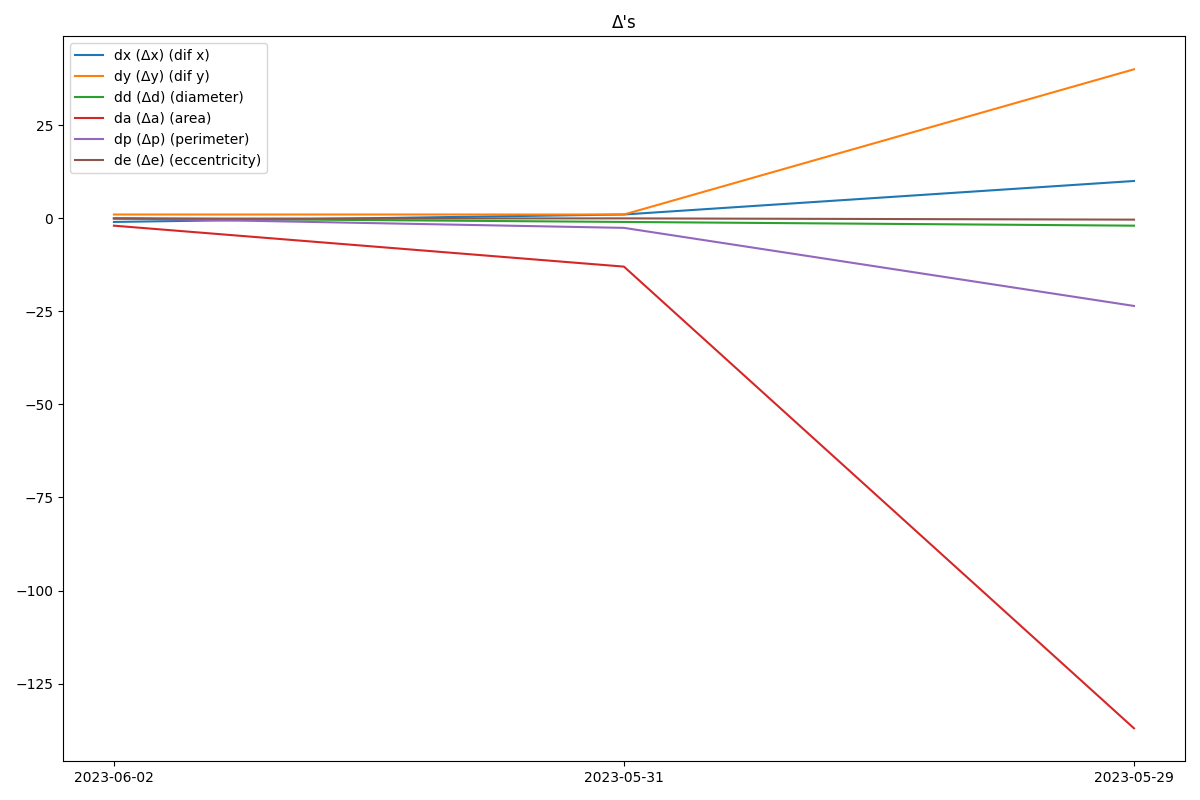 Δ's
dx (Δx) (dif x)
dy (Δy) (dif y)
dd (Δd) (diameter)
da (Δa) (area)
dp (Δp) (perimeter)
de (Δe) (eccentricity)
25
0
−25
−50
−75
−100
−125
2023-06-02
2023-05-31
2023-05-29